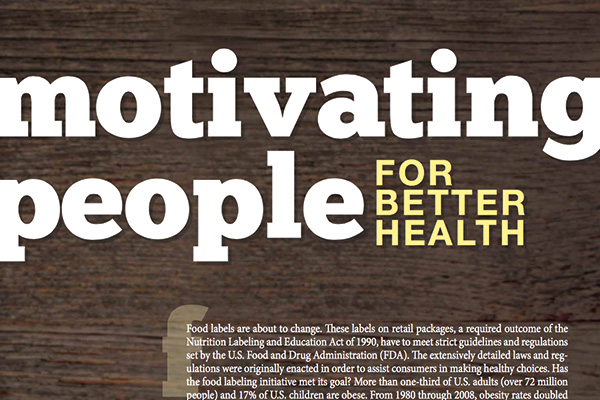 motivating
people
FOR
BETTER
HEALTH
f
Food labels are about to change. These labels on retail packages, a required outcome of the
Nutrition Labeling and Education Act of 1990, have to meet strict guidelines and regulations
set by the U.S. Food and Drug Administration (FDA). The extensively detailed laws and reg-
ulations were originally enacted in order to assist consumers in making healthy choices. Has
the food labeling initiative met its goal? More than one-third of U.S. adults (over 72 million
people) and 17% of U.S. children are obese. From 1980 through 2008, obesity rates doubled